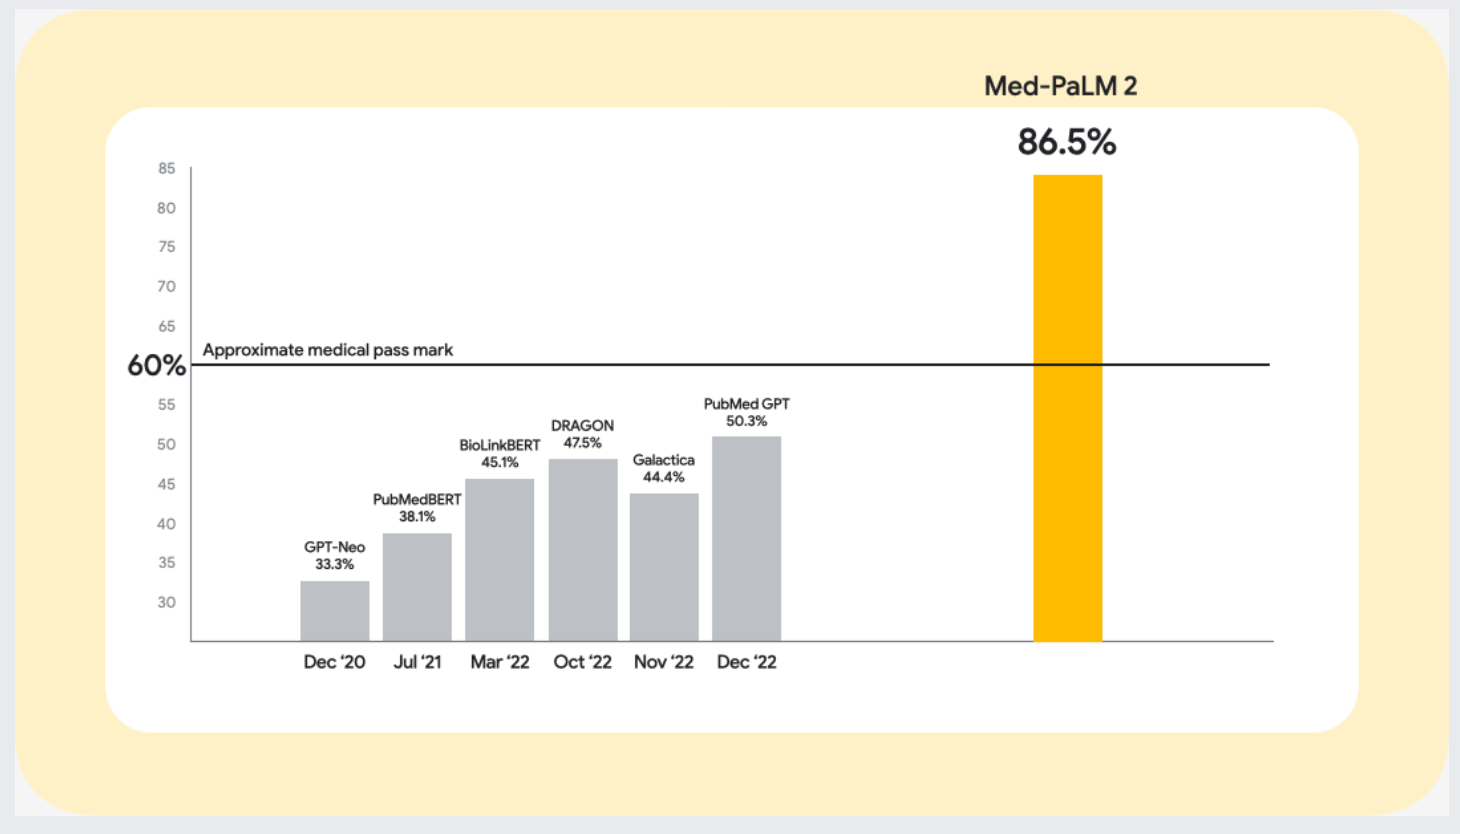 Med-PaLM 2
86.5%
85
80
75
70
65
Approximate medical pass mark
60%
55
50
45
40
35
30
GPT-Neo
33.3%
PubMedBERT
38.1%
BioLinkBERT
45.1%
DRAGON
47.5%
Galactica
44.4%
PubMed GPT
50.3%
Dec ‘20 Jul ‘21 Mar ‘22 Oct ‘22 Nov ‘22 Dec ‘22